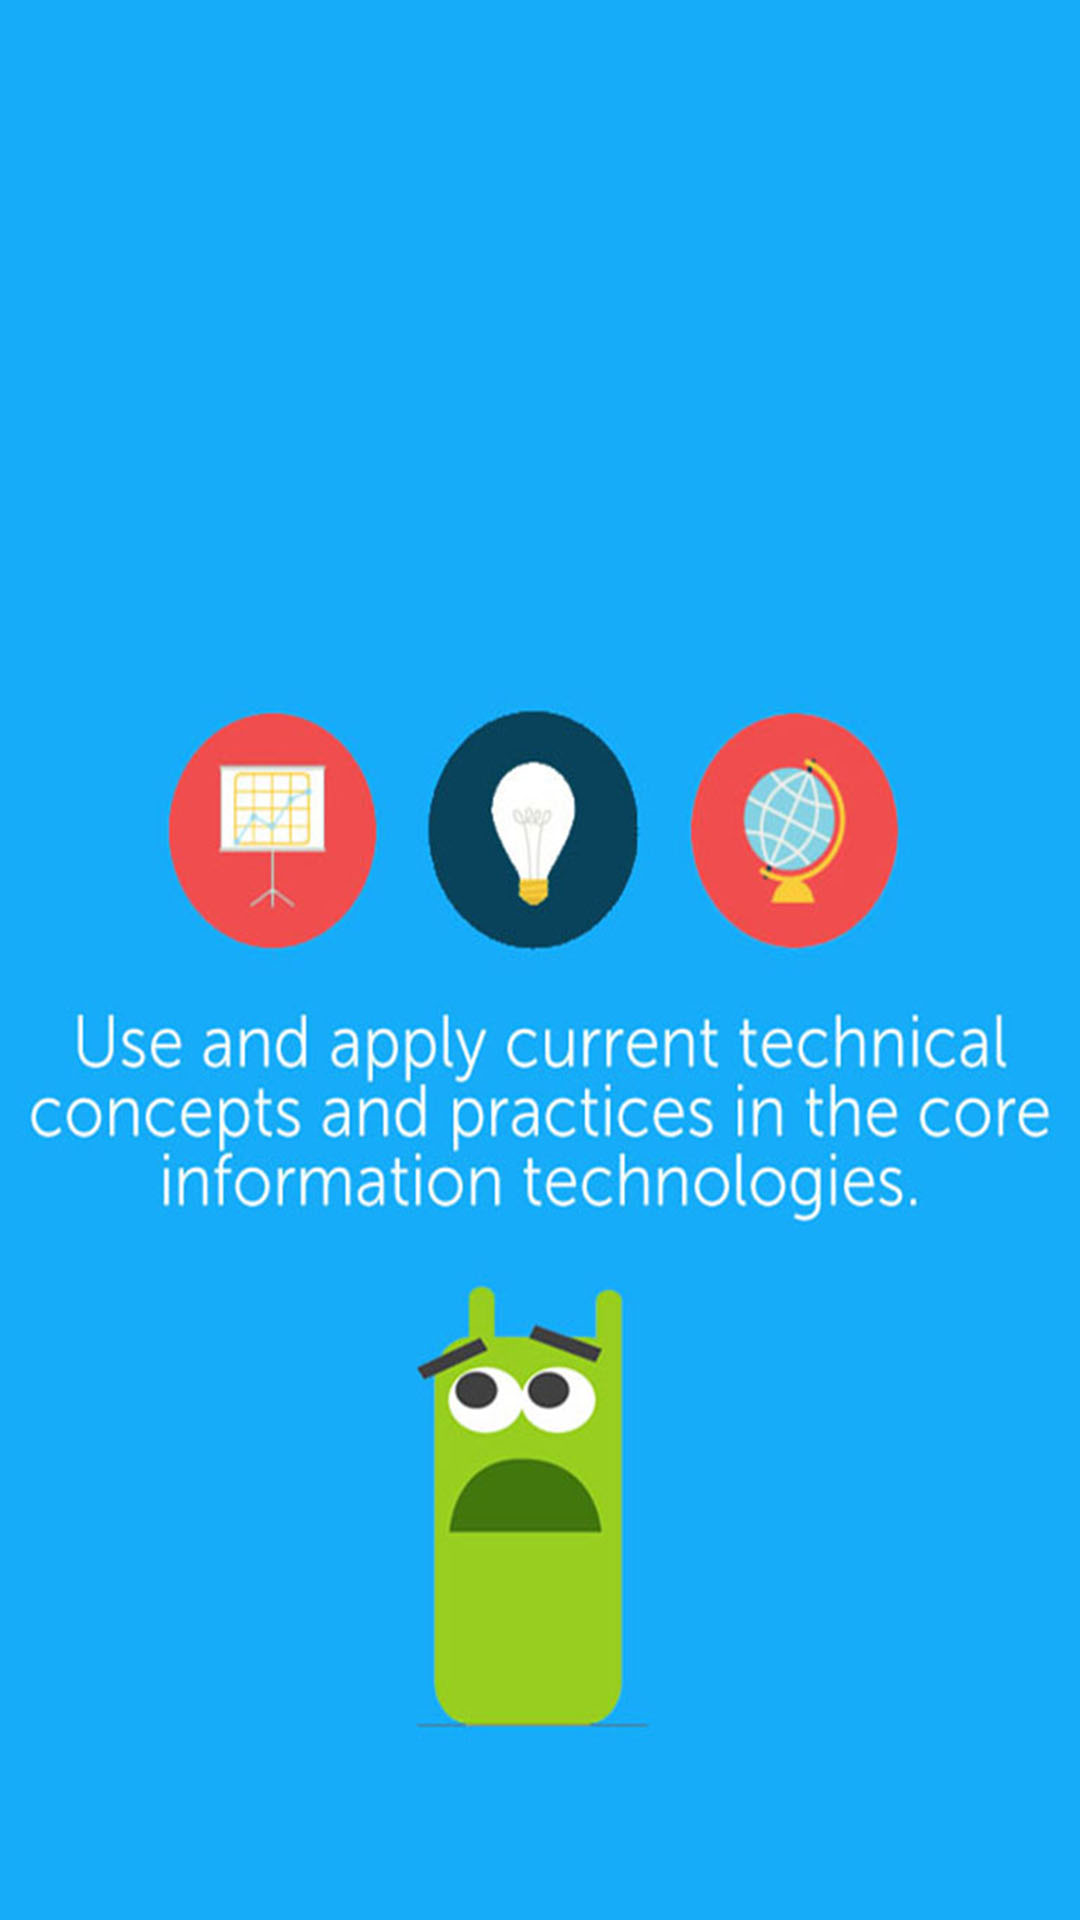 Use and apply current technical
concepts and practices in the core
information technologies.